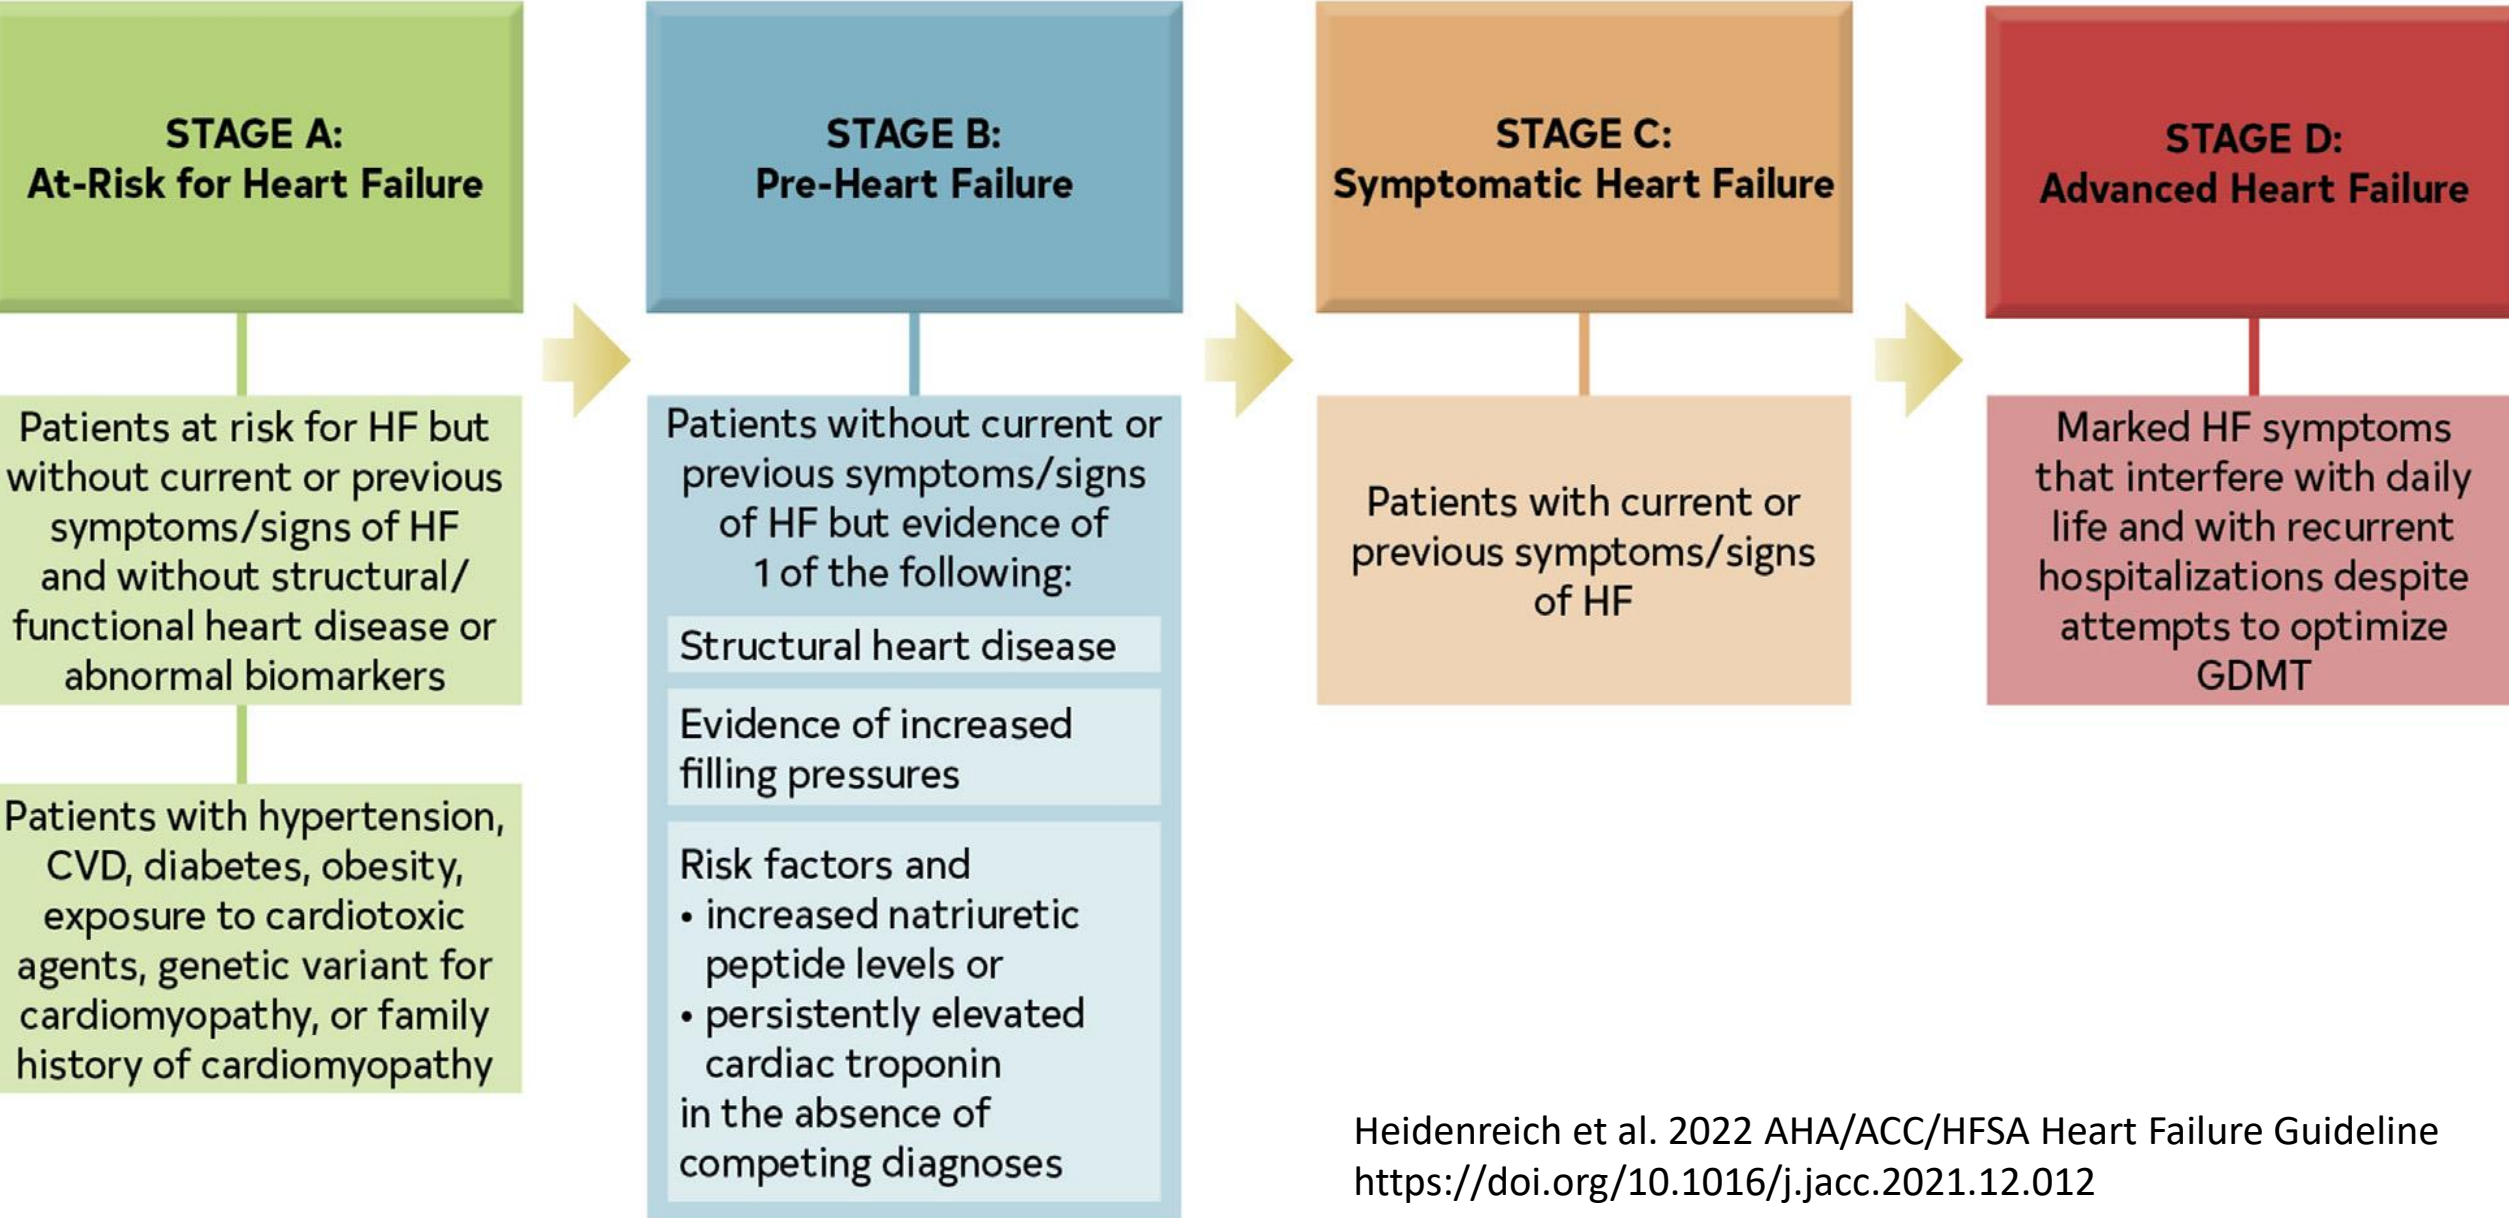 STAGE A:
At-Risk for Heart Failure
Patients at risk for HF but
without current or previous
symptoms/signs of HF
and without structural/
functional heart disease or
abnormal biomarkers
Patients with hypertension,
CVD, diabetes, obesity,
exposure to cardiotoxic
agents, genetic variant for
cardiomyopathy, or family
history of cardiomyopathy
STAGE B:
Pre-Heart Failure
Patients without current or
previous symptoms/signs
of HF but evidence of
1 of the following:
Structural heart disease
Evidence of increased
filling pressures
Risk factors and
• increased natriuretic
peptide levels or
• persistently elevated
cardiac troponin
in the absence of
competing diagnoses
STAGE C:
Symptomatic Heart Failure
Patients with current or
previous symptoms/signs
of HF
STAGE D:
Advanced Heart Failure
Marked HF symptoms
that interfere with daily
life and with recurrent
hospitalizations despite
attempts to optimize
GDMT
Heidenreich et al. 2022 AHA/ACC/HFSA Heart Failure Guideline
https://doi.org/10.1016/j.jacc.2021.12.012